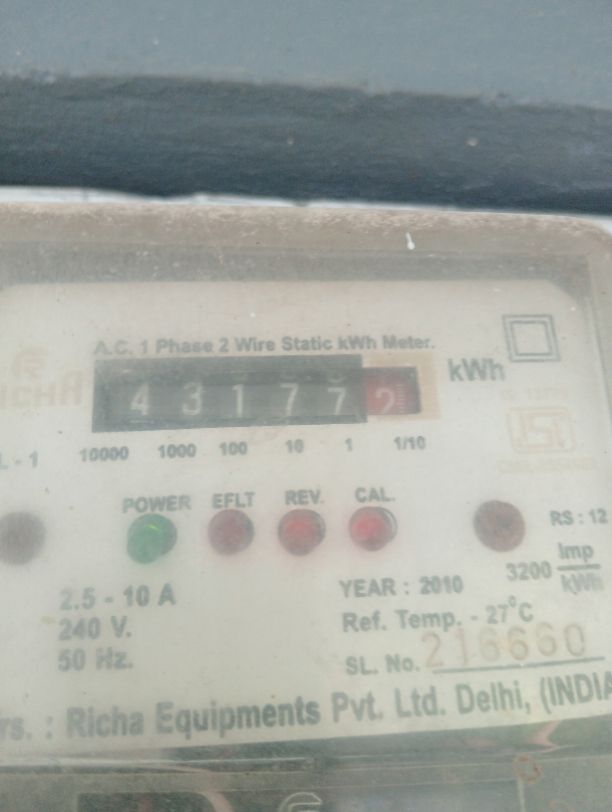 A.C. 1 Phase 2 Wire Static kWh Meter.
4 3 1 7 7 2 kWh
10000 1000 100 10 1 1/10
POWER EFLT REV. CAL.
RS : 12
3200 Imp
kWh
2.5 - 10 A
240 V.
50 Hz.
YEAR : 2010
Ref. Temp. - 27°C
SL. No. 216660
rs. : Richa Equipments Pvt. Ltd. Delhi, (INDIA